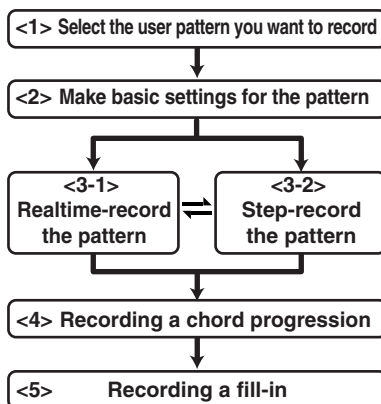 <1> Select the user pattern you want to record
<2> Make basic settings for the pattern
<3-1>
Realtime-record
the pattern
<3-2>
Step-record
the pattern
<4> Recording a chord progression
<5> Recording a fill-in